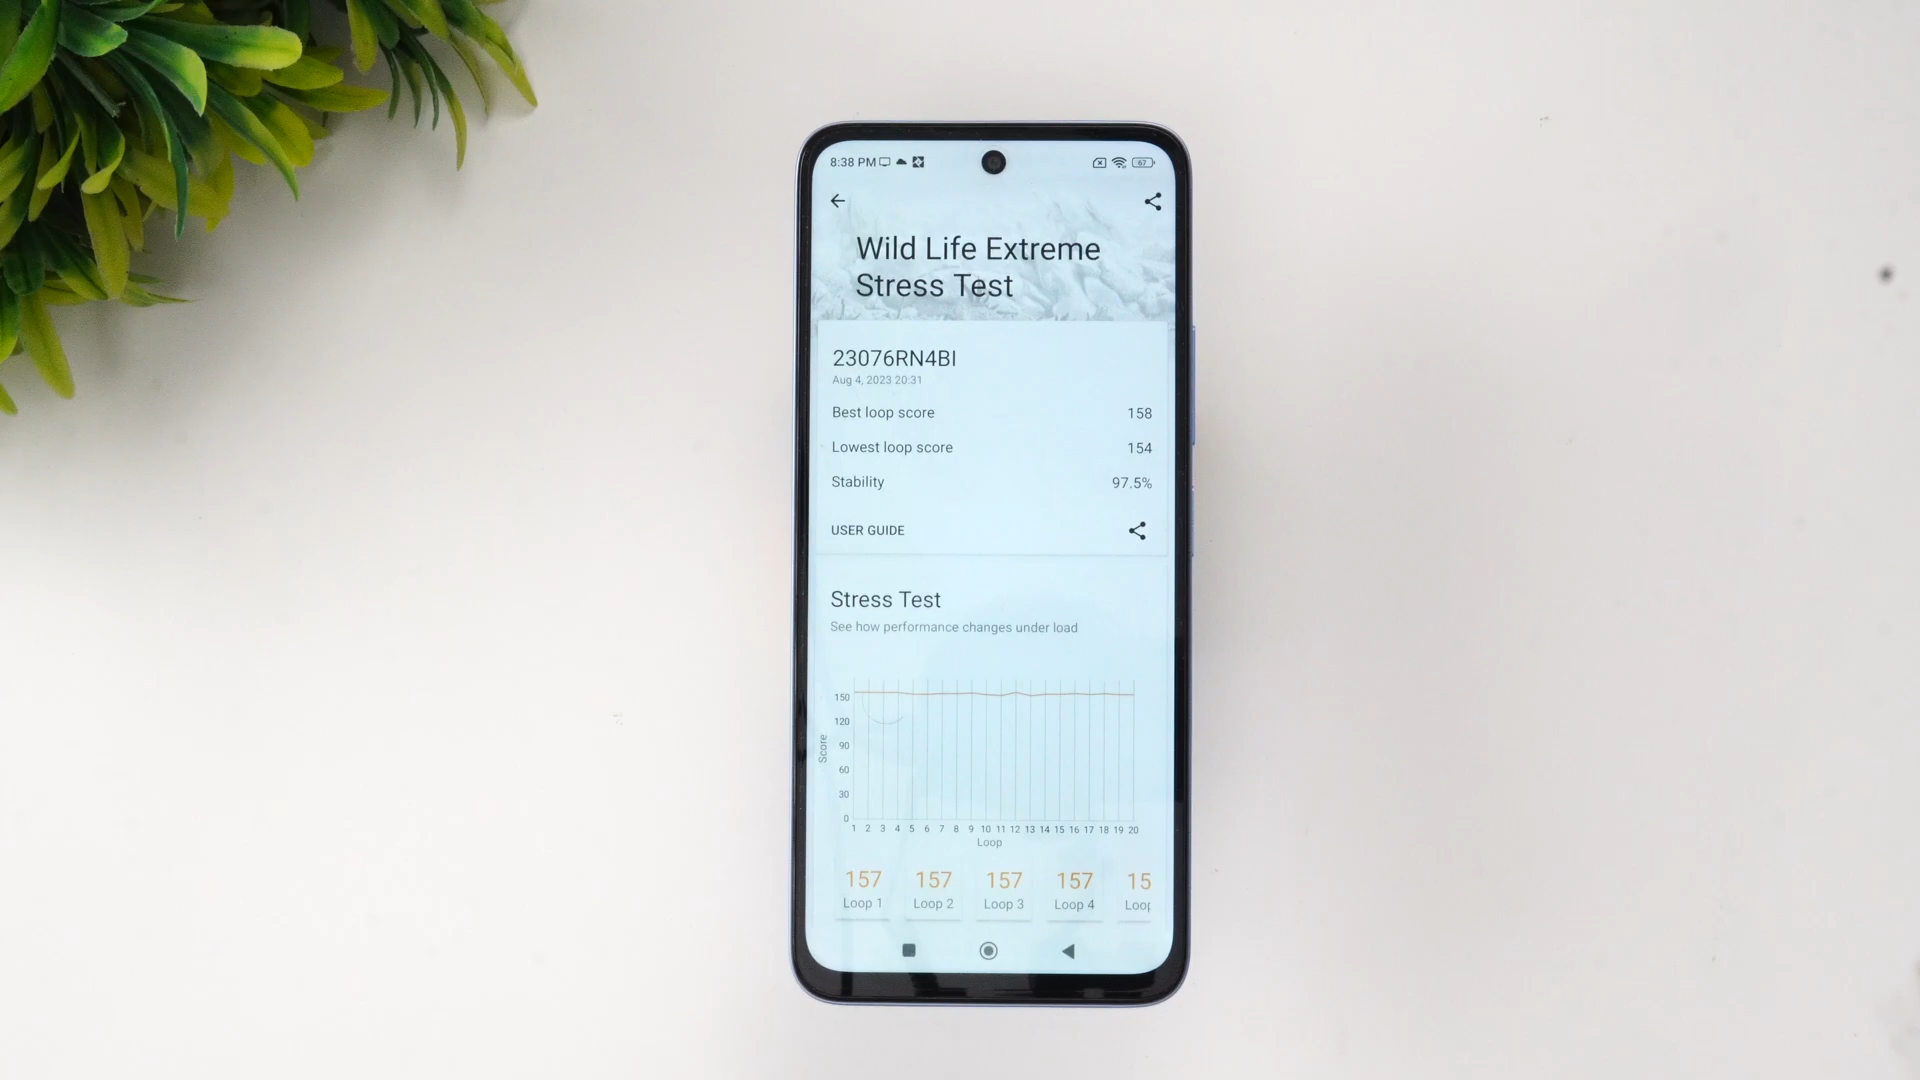 8:38 PM 67
Wild Life Extreme
Stress Test
23076RN4BI
Aug 4, 2023 20:31
Best loop score 158
Lowest loop score 154
Stability 97.5%
USER GUIDE
Stress Test
See how performance changes under load
Score
150
120
90
60
30
0
1 2 3 4 5 6 7 8 9 10 11 12 13 14 15 16 17 18 19 20
Loop
157 157 157 157 15
Loop 1 Loop 2 Loop 3 Loop 4 Loop